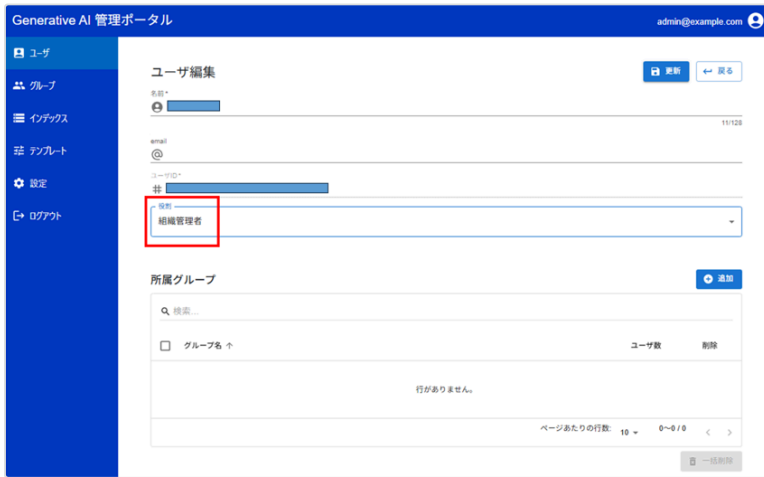 Generative AI 管理ポータル
admin@example.com
ユーザ
グループ
インデックス
テンプレート
設定
ログアウト
ユーザ編集
更新
戻る
名前*
11/128
email
@
ユーザID*
#
役割
組織管理者
所属グループ
追加
検索...
グループ名 ↑ ユーザ数 削除
行がありません。
ページあたりの行数: 10 0～0 / 0
一括削除